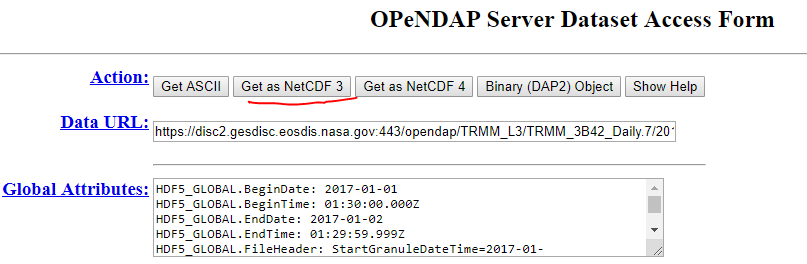 OPeNDAP Server Dataset Access Form
Action: Get ASCII Get as NetCDF 3 Get as NetCDF 4 Binary (DAP2) Object Show Help
Data URL: https://disc2.gesdisc.eosdis.nasa.gov:443/opendap/TRMM_L3/TRMM_3B42_Daily.7/201
Global Attributes: HDF5_GLOBAL.BeginDate: 2017-01-01
HDF5_GLOBAL.BeginTime: 01:30:00.000Z
HDF5_GLOBAL.EndDate: 2017-01-02
HDF5_GLOBAL.EndTime: 01:29:59.999Z
HDF5_GLOBAL.FileHeader: StartGranuleDateTime=2017-01-